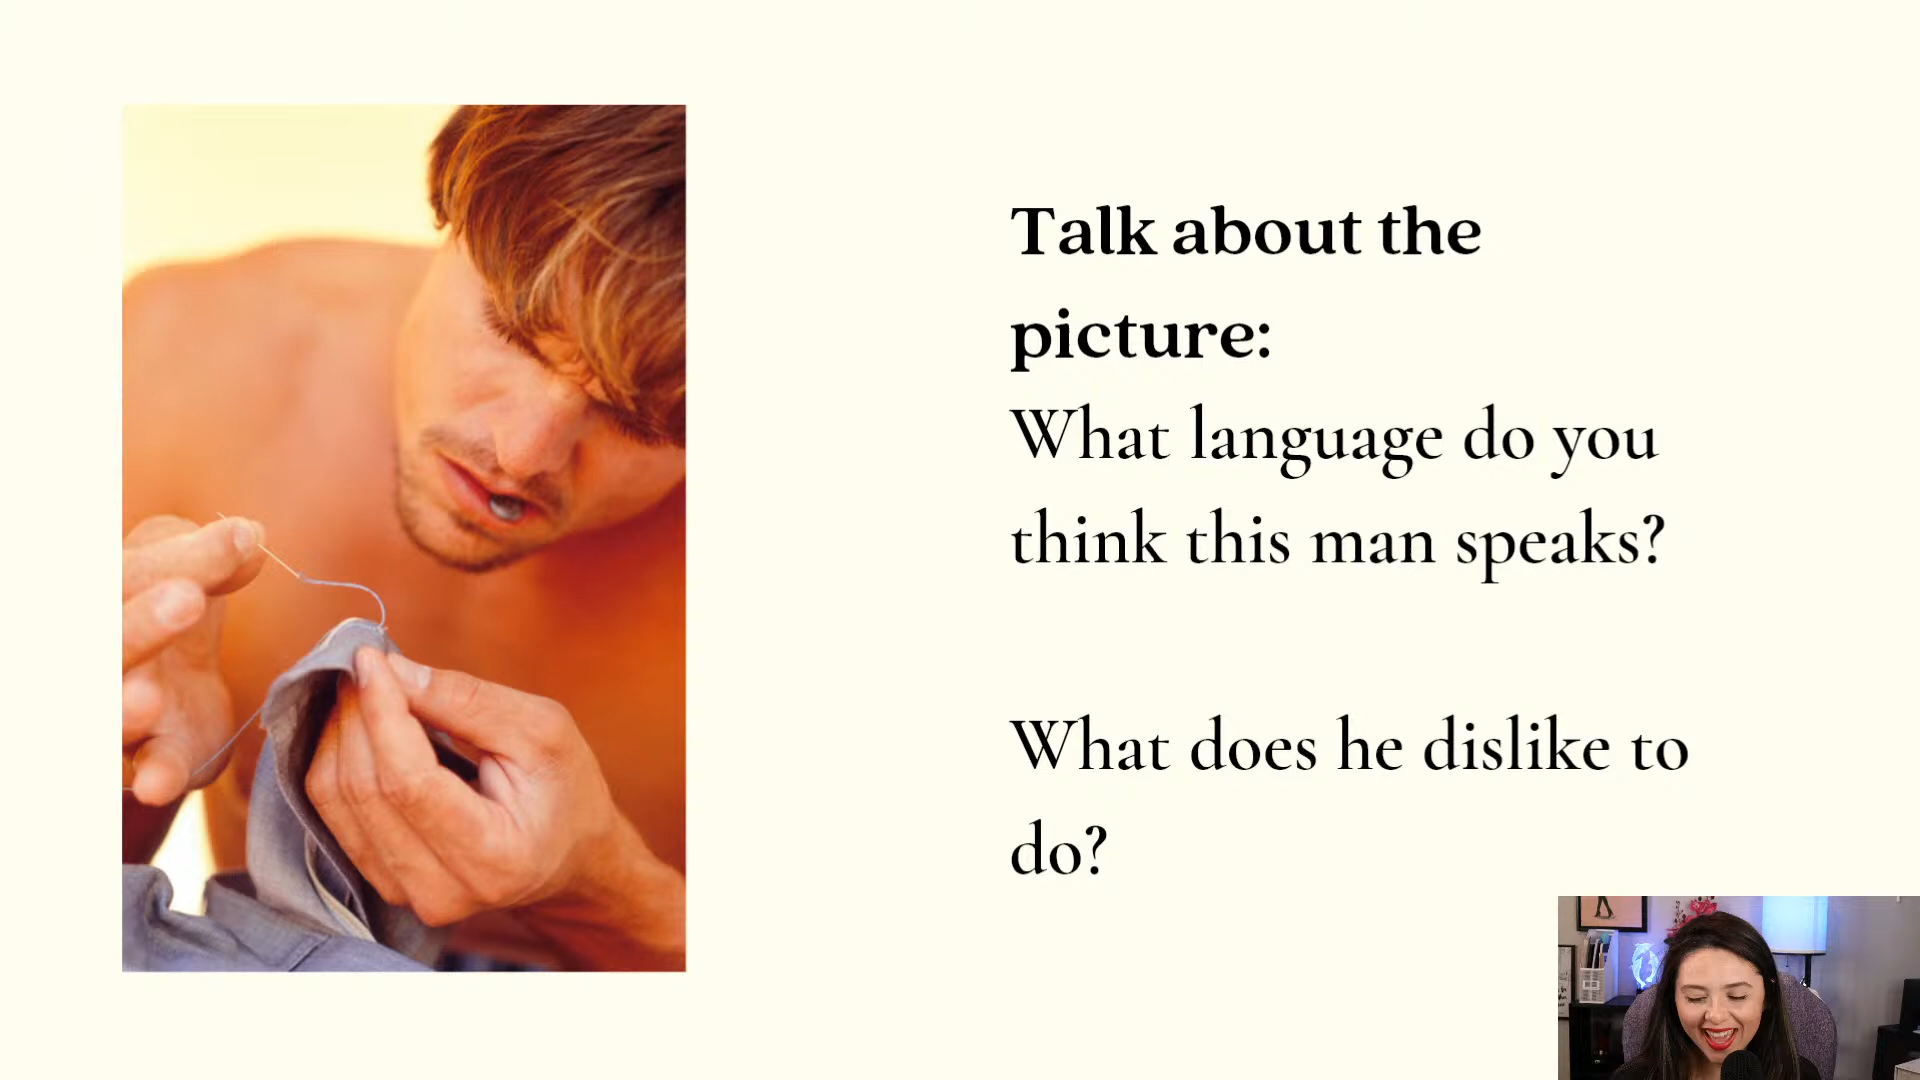 Talk about the
picture:
What language do you
think this man speaks?
What does he dislike to
do?